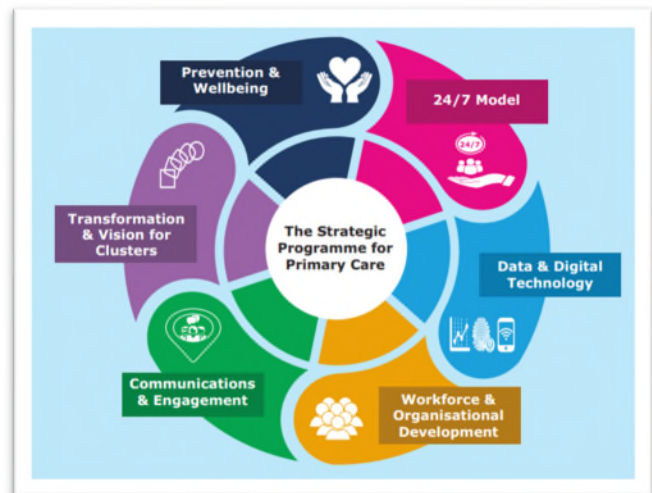 Prevention &
Wellbeing
24/7 Model
24/7
Transformation
& Vision for
Clusters
The Strategic
Programme for
Primary Care
Data & Digital
Technology
Communications
& Engagement
Workforce &
Organisational
Development